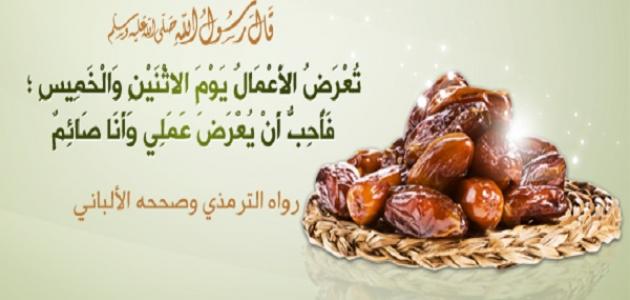 قَالَ رَسُولُ اللهِ صَلَّى اللهُ عَلَيْهِ وَسَلَّم
تُعْرَضُ الأَعْمَالُ يَوْمَ الاثْنَيْنِ وَالْخَمِيسِ ؛
فَأُحِبُّ أَنْ يُعْرَضَ عَمَلِي وَأَنَا صَائِمٌ
رواه الترمذي وصححه الألباني